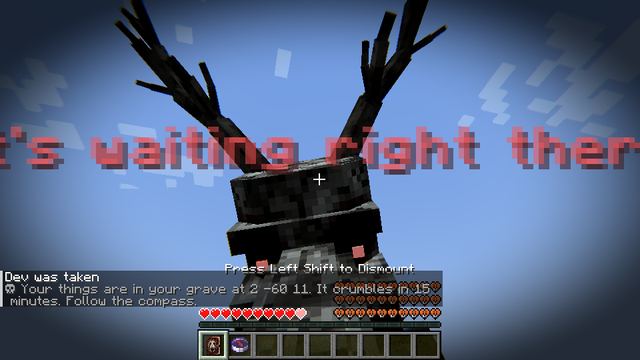 's waiting right ther
Press Left Shift to Dismount
Dev was taken
☠ Your things are in your grave at 2 -60 11. It crumbles in 15
minutes. Follow the compass.